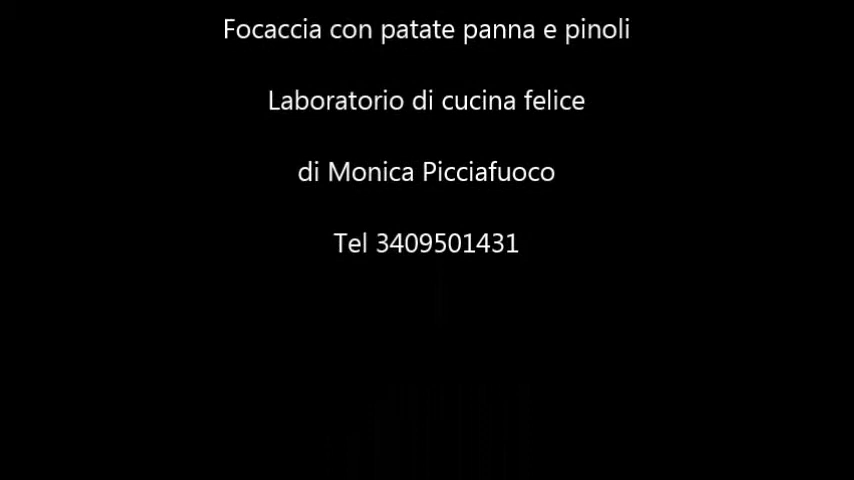 Focaccia con patate panna e pinoli
Laboratorio di cucina felice
di Monica Picciafuoco
Tel 3409501431